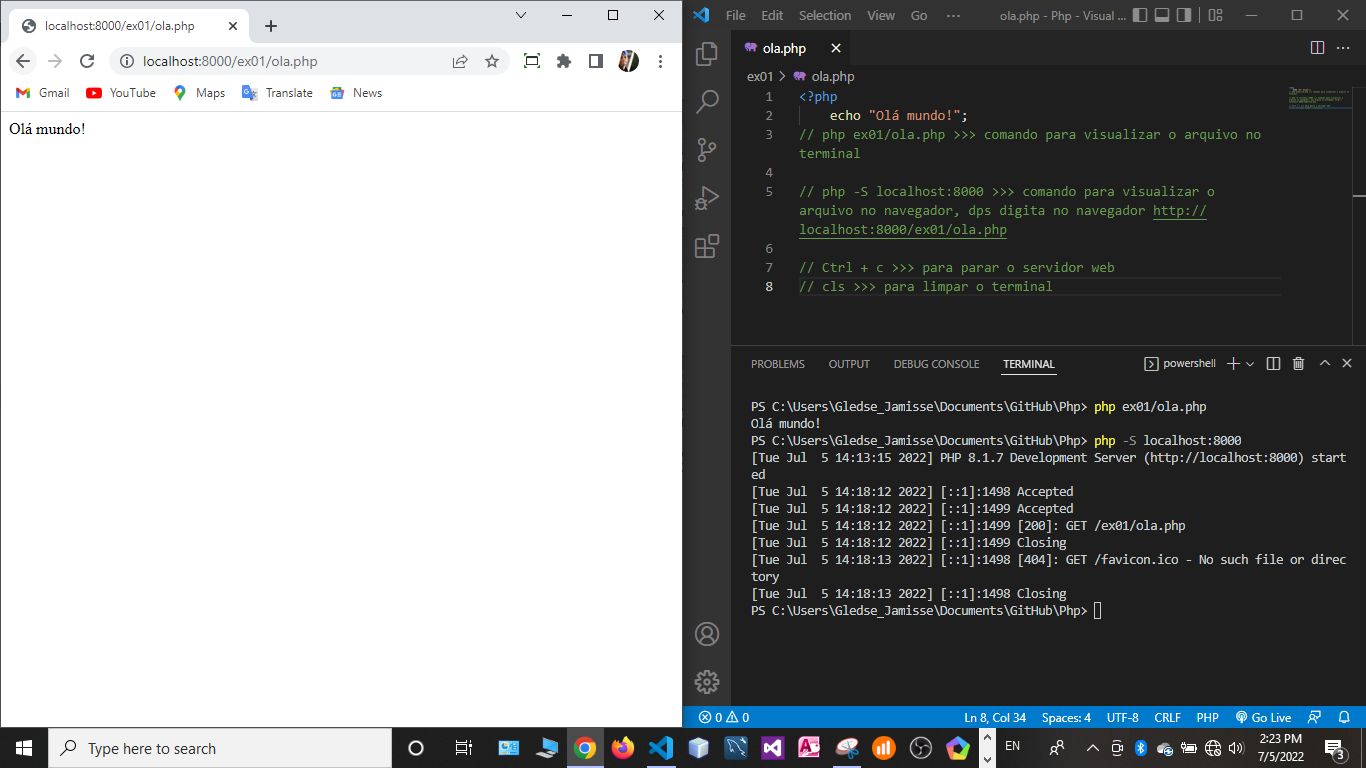 localhost:8000/ex01/ola.php
localhost:8000/ex01/ola.php
Gmail YouTube Maps Translate News
Olá mundo!
File Edit Selection View Go ··· ola.php - Php - Visual ...
ola.php
ex01 > ola.php
1 <?php
2 echo "Olá mundo!";
3 // php ex01/ola.php >>> comando para visualizar o arquivo no
terminal
4
5 // php -S localhost:8000 >>> comando para visualizar o
arquivo no navegador, dps digita no navegador http://
localhost:8000/ex01/ola.php
6
7 // Ctrl + c >>> para parar o servidor web
8 // cls >>> para limpar o terminal
PROBLEMS OUTPUT DEBUG CONSOLE TERMINAL powershell
PS C:\Users\Gledse_Jamisse\Documents\GitHub\Php> php ex01/ola.php
Olá mundo!
PS C:\Users\Gledse_Jamisse\Documents\GitHub\Php> php -S localhost:8000
[Tue Jul  5 14:13:15 2022] PHP 8.1.7 Development Server (http://localhost:8000) start
ed
[Tue Jul  5 14:18:12 2022] [::1]:1498 Accepted
[Tue Jul  5 14:18:12 2022] [::1]:1499 Accepted
[Tue Jul  5 14:18:12 2022] [::1]:1499 [200]: GET /ex01/ola.php
[Tue Jul  5 14:18:12 2022] [::1]:1499 Closing
[Tue Jul  5 14:18:13 2022] [::1]:1498 [404]: GET /favicon.ico - No such file or direc
tory
[Tue Jul  5 14:18:13 2022] [::1]:1498 Closing
PS C:\Users\Gledse_Jamisse\Documents\GitHub\Php>
0 0 Ln 8, Col 34 Spaces: 4 UTF-8 CRLF PHP Go Live
Type here to search
EN
2:23 PM
7/5/2022
3